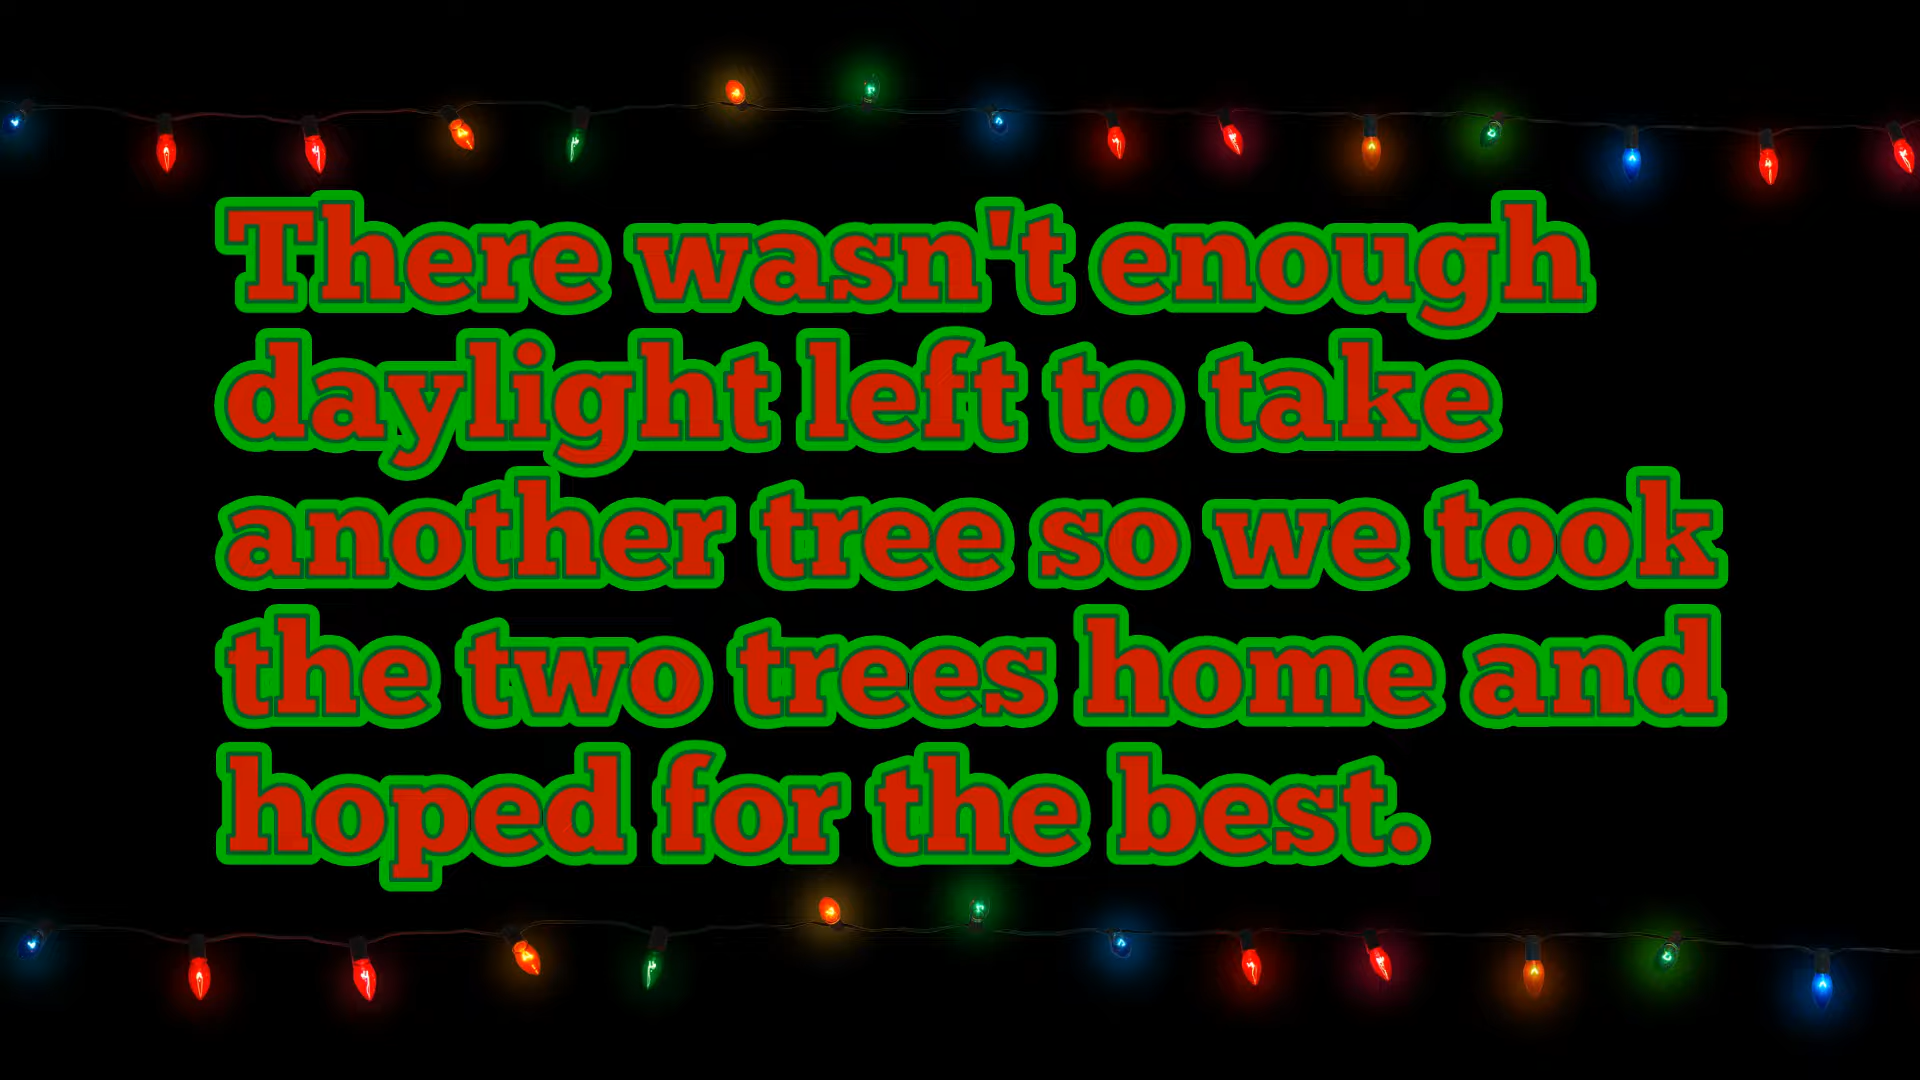 There wasn't enough
daylight left to take
another tree so we took
the two trees home and
hoped for the best.